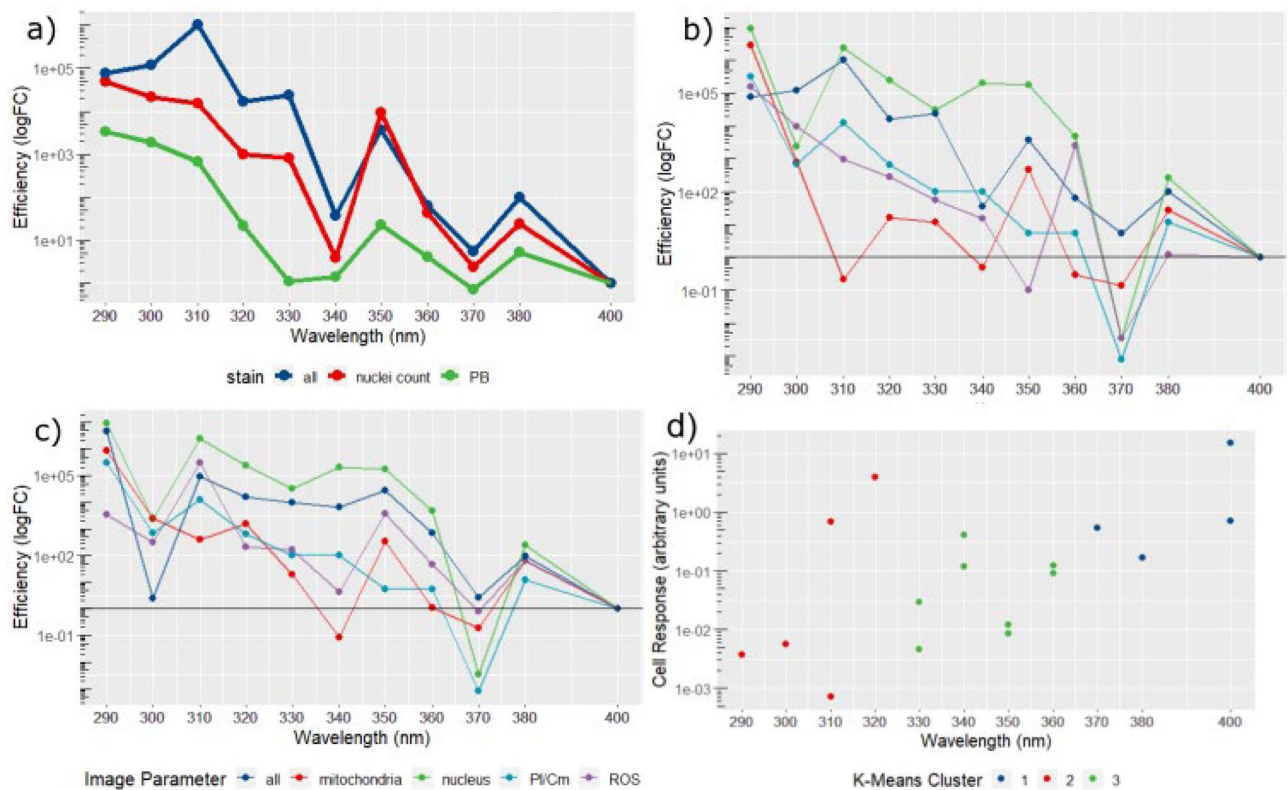 a)
Efficiency (logFC)
1e+05
1e+03
1e+01
290 300 310 320 330 340 350 360 370 380 400
Wavelength (nm)
stain all nuclei count PB
b)
Efficiency (logFC)
1e+05
1e+02
1e-01
290 300 310 320 330 340 350 360 370 380 400
c)
Efficiency (logFC)
1e+05
1e+02
1e-01
290 300 310 320 330 340 350 360 370 380 400
Wavelength (nm)
Image Parameter all mitochondria nucleus PI/Cm ROS
d)
Cell Response (arbitrary units)
1e+01
1e+00
1e-01
1e-02
1e-03
290 300 310 320 330 340 350 360 370 380 400
Wavelength (nm)
K-Means Cluster 1 2 3